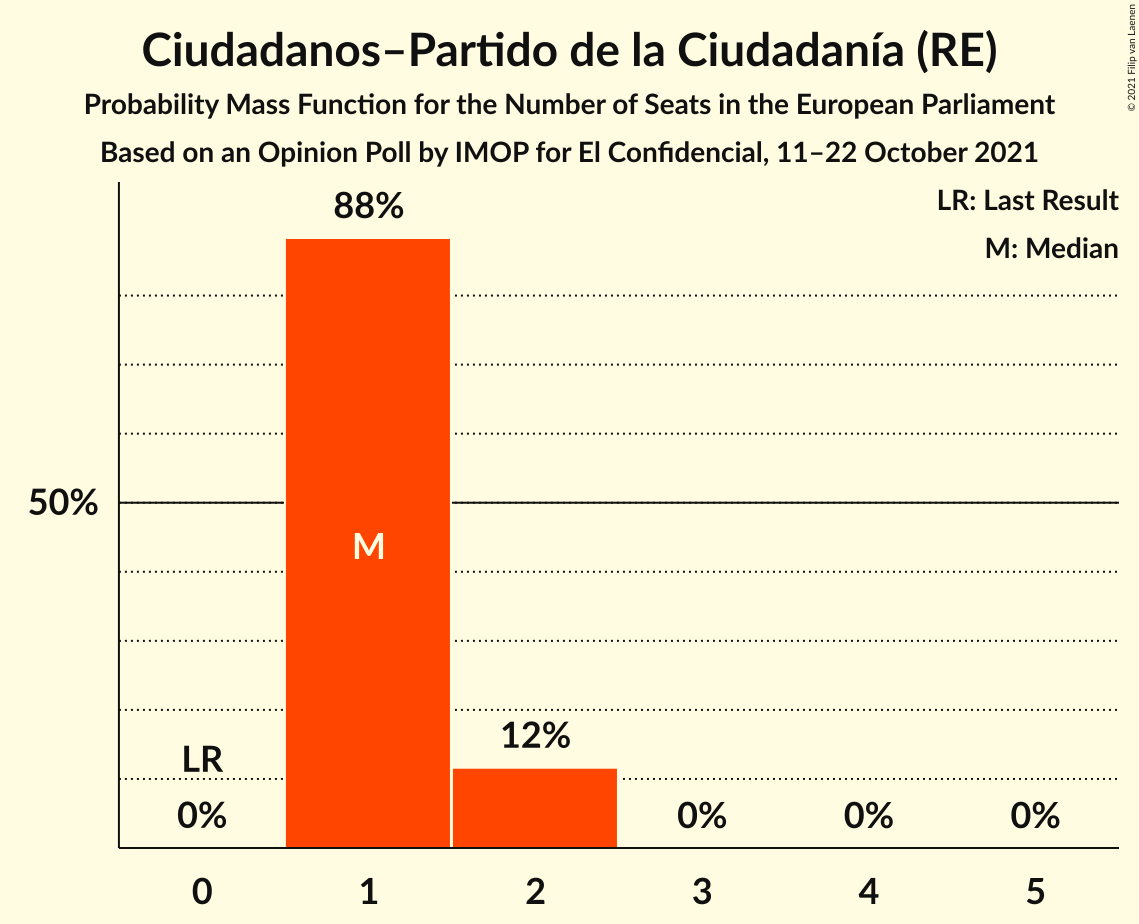 Ciudadanos–Partido de la Ciudadanía (RE)
Probability Mass Function for the Number of Seats in the European Parliament
Based on an Opinion Poll by IMOP for El Confidencial, 11–22 October 2021
© 2021 Filip van Laenen
LR: Last Result
M: Median
88%
50%
M
12%
LR
0%
0%
0%
0%
0
1
2
3
4
5